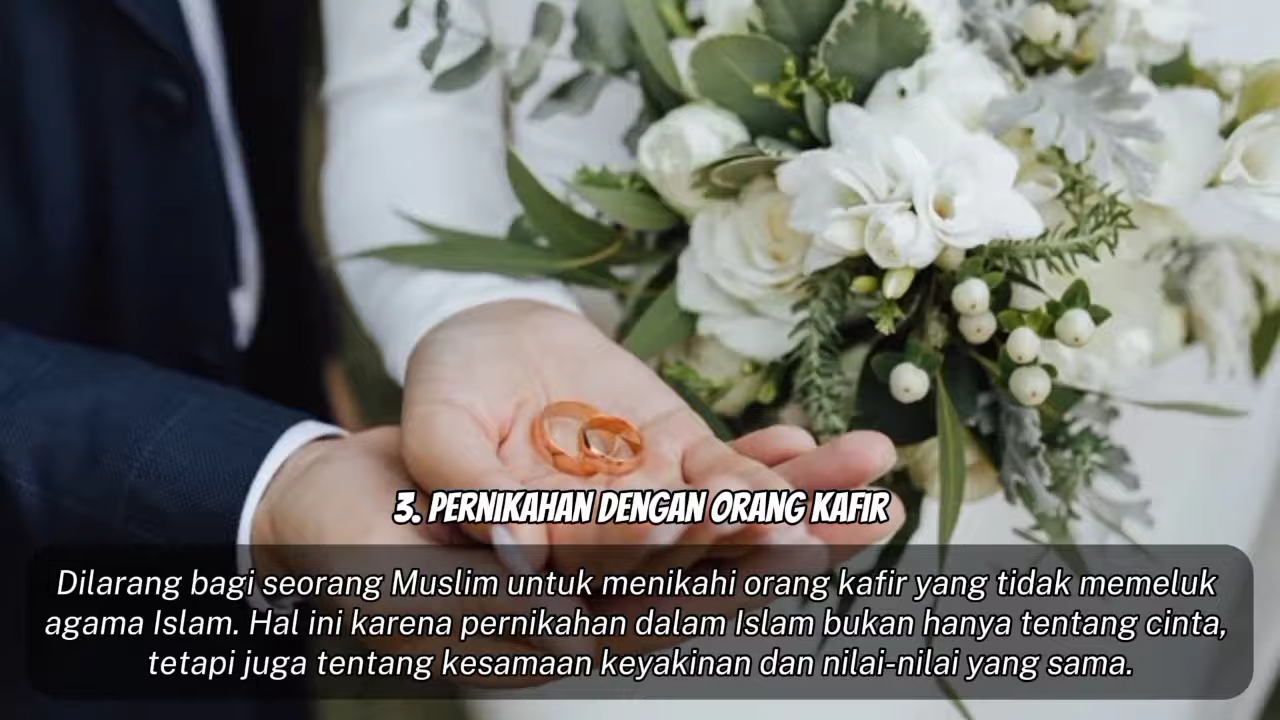 3. PERNIKAHAN DENGAN ORANG KAFIR
Dilarang bagi seorang Muslim untuk menikahi orang kafir yang tidak memeluk
agama Islam. Hal ini karena pernikahan dalam Islam bukan hanya tentang cinta,
tetapi juga tentang kesamaan keyakinan dan nilai-nilai yang sama.